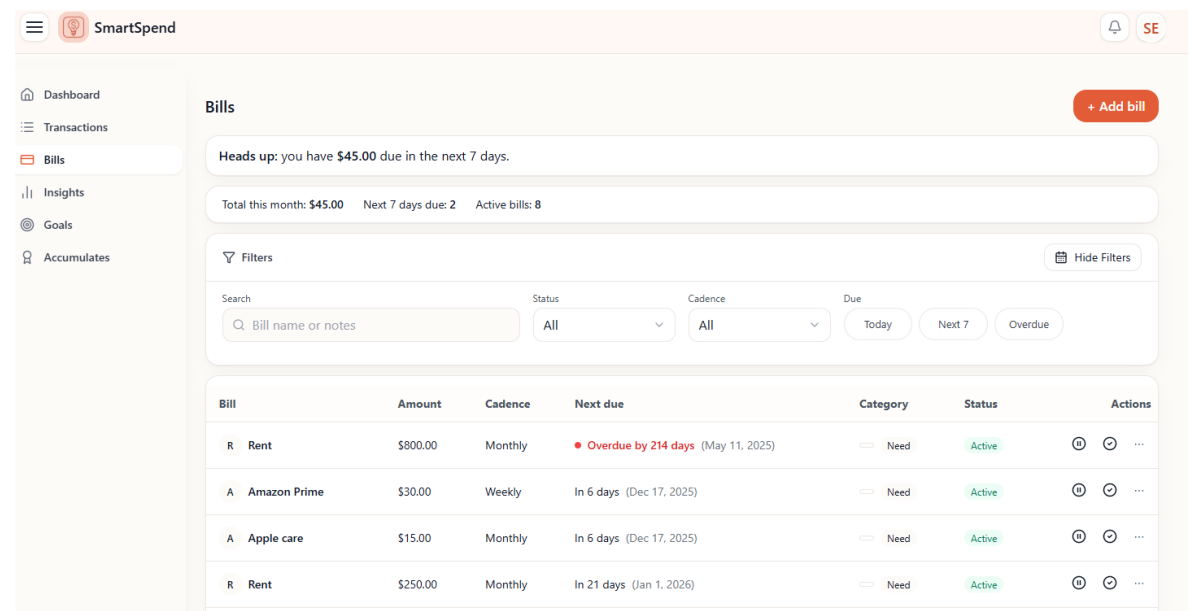 SmartSpend
SE
Dashboard
Transactions
Bills
Insights
Goals
Accumulates
Bills
+ Add bill
Heads up: you have $45.00 due in the next 7 days.
Total this month: $45.00 Next 7 days due: 2 Active bills: 8
Filters
Hide Filters
Search Status Cadence Due
Bill name or notes All All Today Next 7 Overdue
Bill Amount Cadence Next due Category Status Actions
R Rent $800.00 Monthly Overdue by 214 days (May 11, 2025) Need Active ...
A Amazon Prime $30.00 Weekly In 6 days (Dec 17, 2025) Need Active ...
A Apple care $15.00 Monthly In 6 days (Dec 17, 2025) Need Active ...
R Rent $250.00 Monthly In 21 days (Jan 1, 2026) Need Active ...